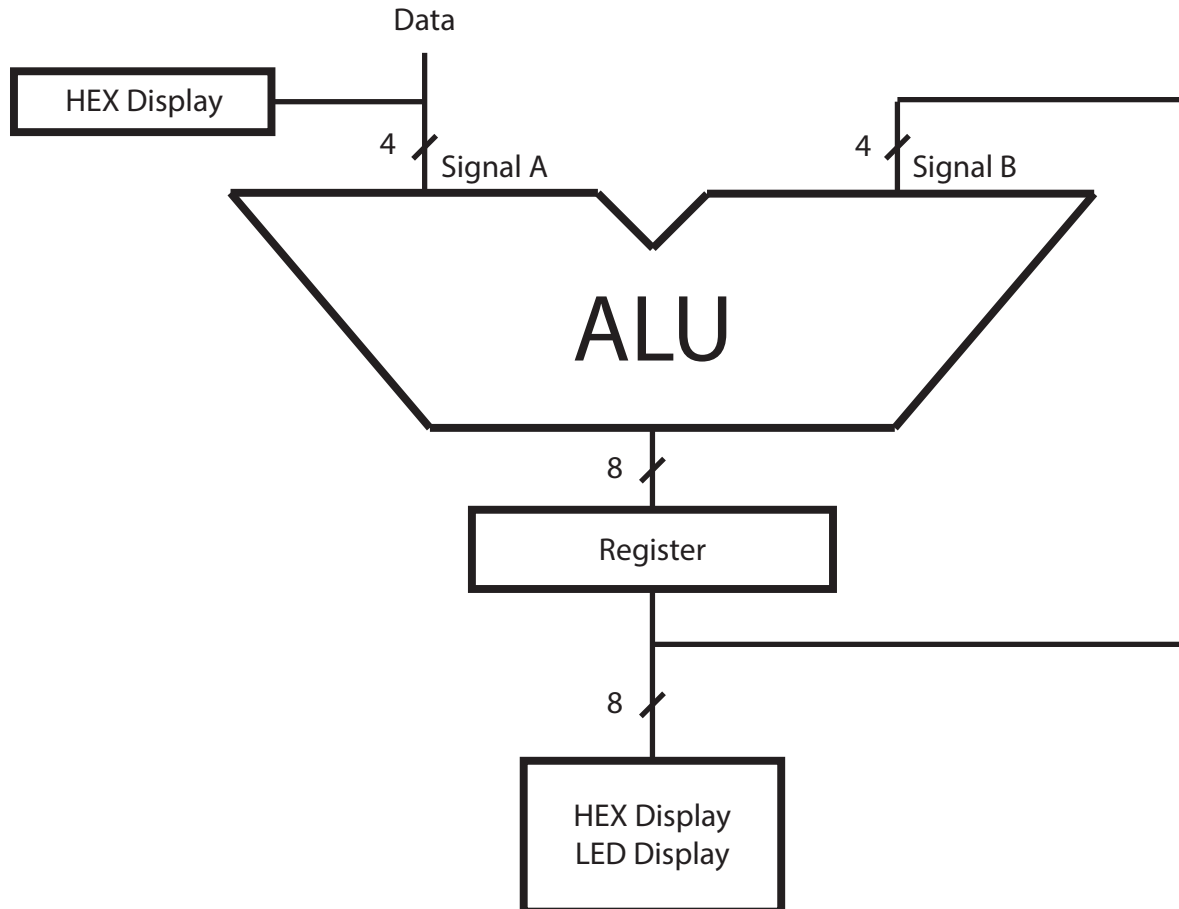 Data
HEX Display
4
Signal A
4
Signal B
ALU
8
Register
8
HEX Display
LED Display